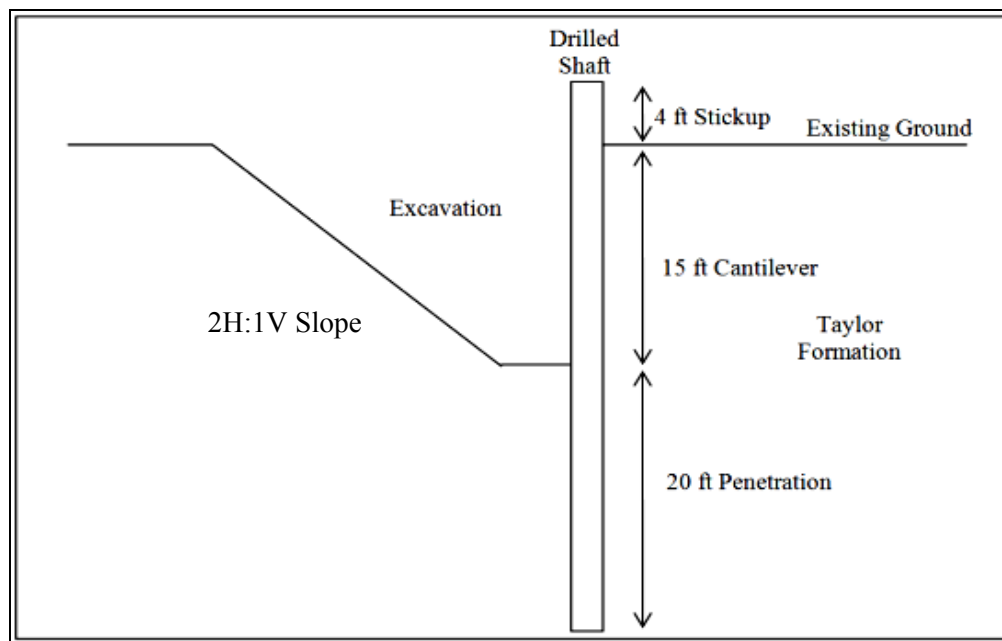 Drilled
Shaft
4 ft Stickup
Existing Ground
Excavation
15 ft Cantilever
2H:1V Slope
Taylor
Formation
20 ft Penetration